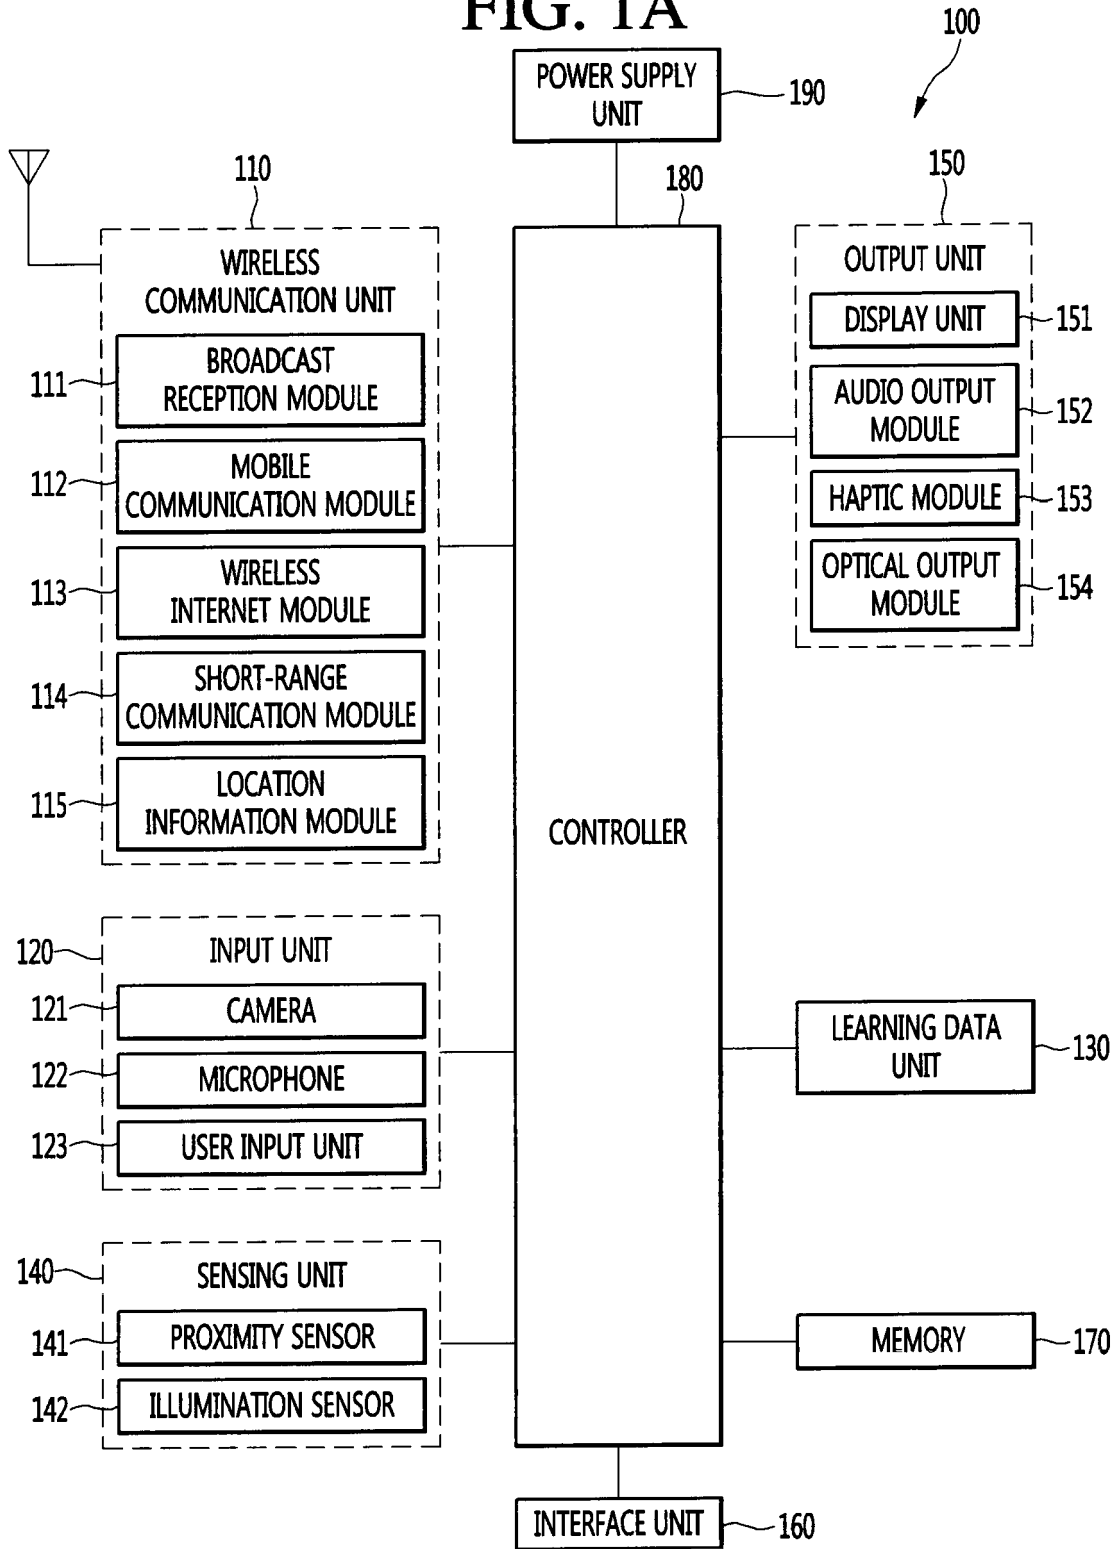 FIG. 1A
100
POWER SUPPLY
UNIT
190
110
180
150
WIRELESS
COMMUNICATION UNIT
BROADCAST
RECEPTION MODULE
111
MOBILE
COMMUNICATION MODULE
112
WIRELESS
INTERNET MODULE
113
SHORT-RANGE
COMMUNICATION MODULE
114
LOCATION
INFORMATION MODULE
115
OUTPUT UNIT
DISPLAY UNIT
151
AUDIO OUTPUT
MODULE
152
HAPTIC MODULE
153
OPTICAL OUTPUT
MODULE
154
CONTROLLER
120
INPUT UNIT
121
CAMERA
122
MICROPHONE
123
USER INPUT UNIT
LEARNING DATA
UNIT
130
140
SENSING UNIT
141
PROXIMITY SENSOR
142
ILLUMINATION SENSOR
MEMORY
170
INTERFACE UNIT
160